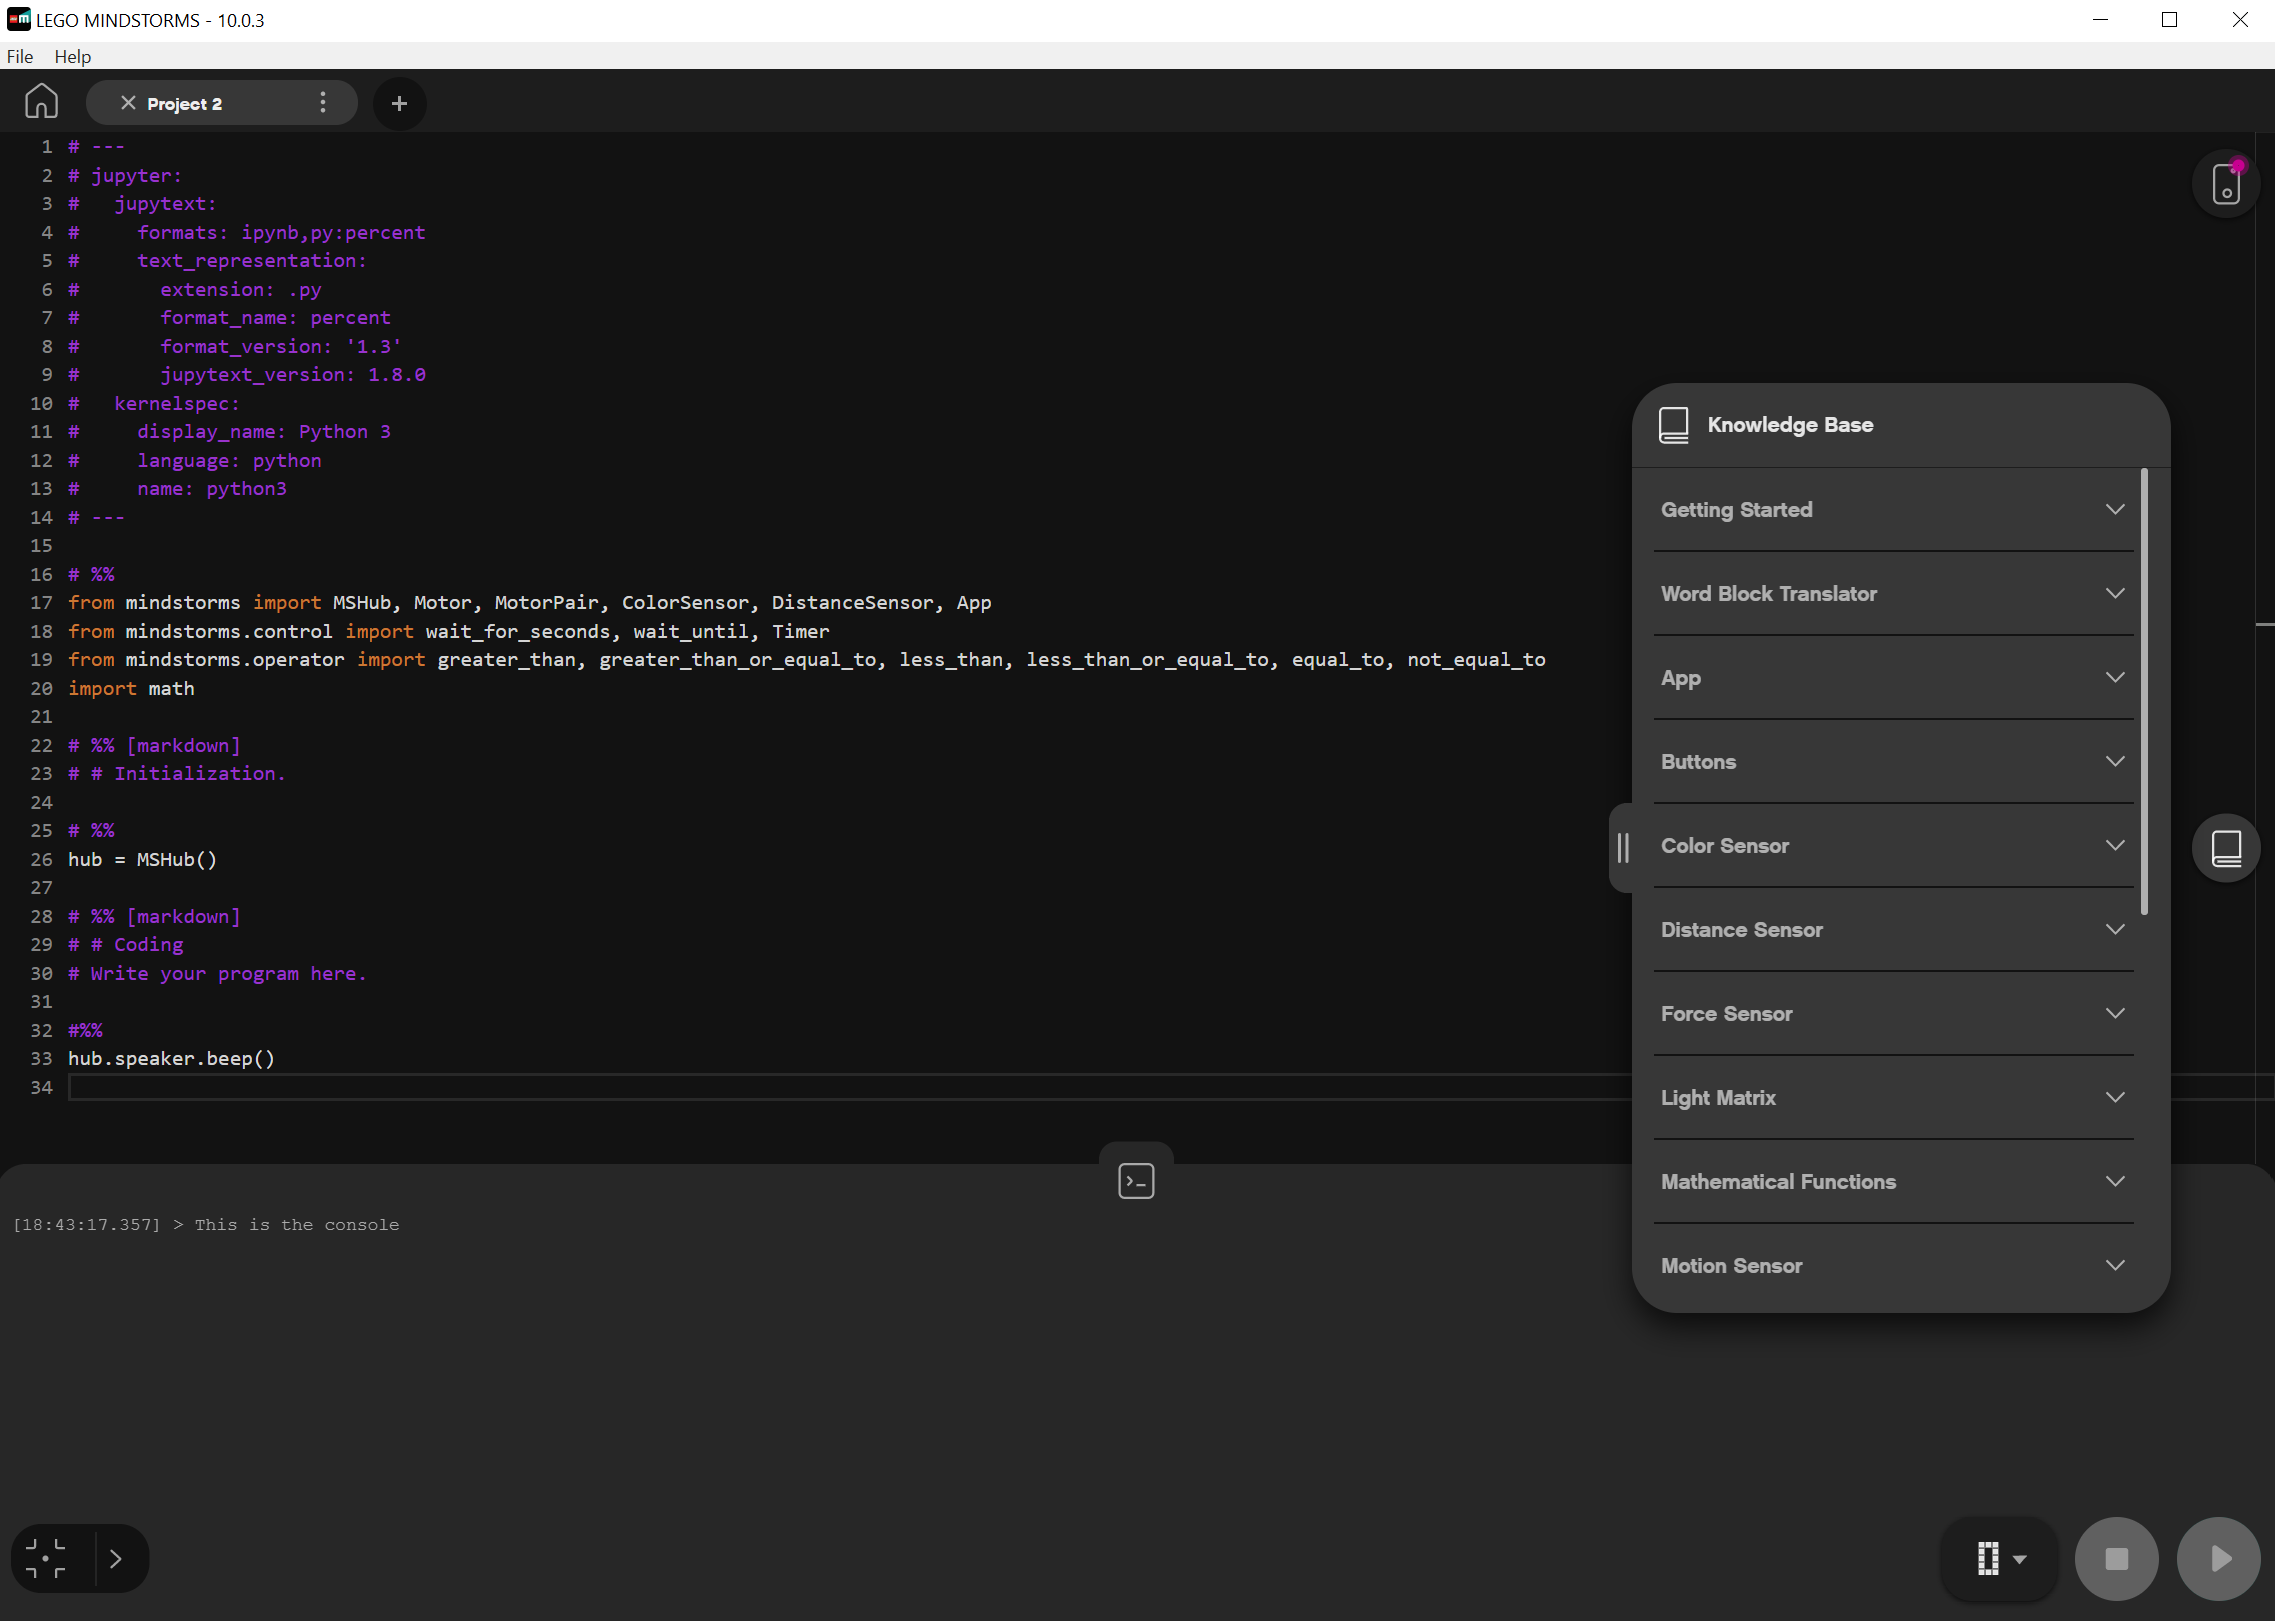 LEGO MINDSTORMS - 10.0.3
File Help
Project 2
1 # ---
2 # jupyter:
3 #   jupytext:
4 #     formats: ipynb,py:percent
5 #     text_representation:
6 #       extension: .py
7 #       format_name: percent
8 #       format_version: '1.3'
9 #       jupytext_version: 1.8.0
10 #   kernelspec:
11 #     display_name: Python 3
12 #     language: python
13 #     name: python3
14 # ---
15
16 # %%
17 from mindstorms import MSHub, Motor, MotorPair, ColorSensor, DistanceSensor, App
18 from mindstorms.control import wait_for_seconds, wait_until, Timer
19 from mindstorms.operator import greater_than, greater_than_or_equal_to, less_than, less_than_or_equal_to, equal_to, not_equal_to
20 import math
21
22 # %% [markdown]
23 # # Initialization.
24
25 # %%
26 hub = MSHub()
27
28 # %% [markdown]
29 # # Coding
30 # Write your program here.
31
32 #%%
33 hub.speaker.beep()
34
[18:43:17.357] > This is the console
Knowledge Base
Getting Started
Word Block Translator
App
Buttons
Color Sensor
Distance Sensor
Force Sensor
Light Matrix
Mathematical Functions
Motion Sensor